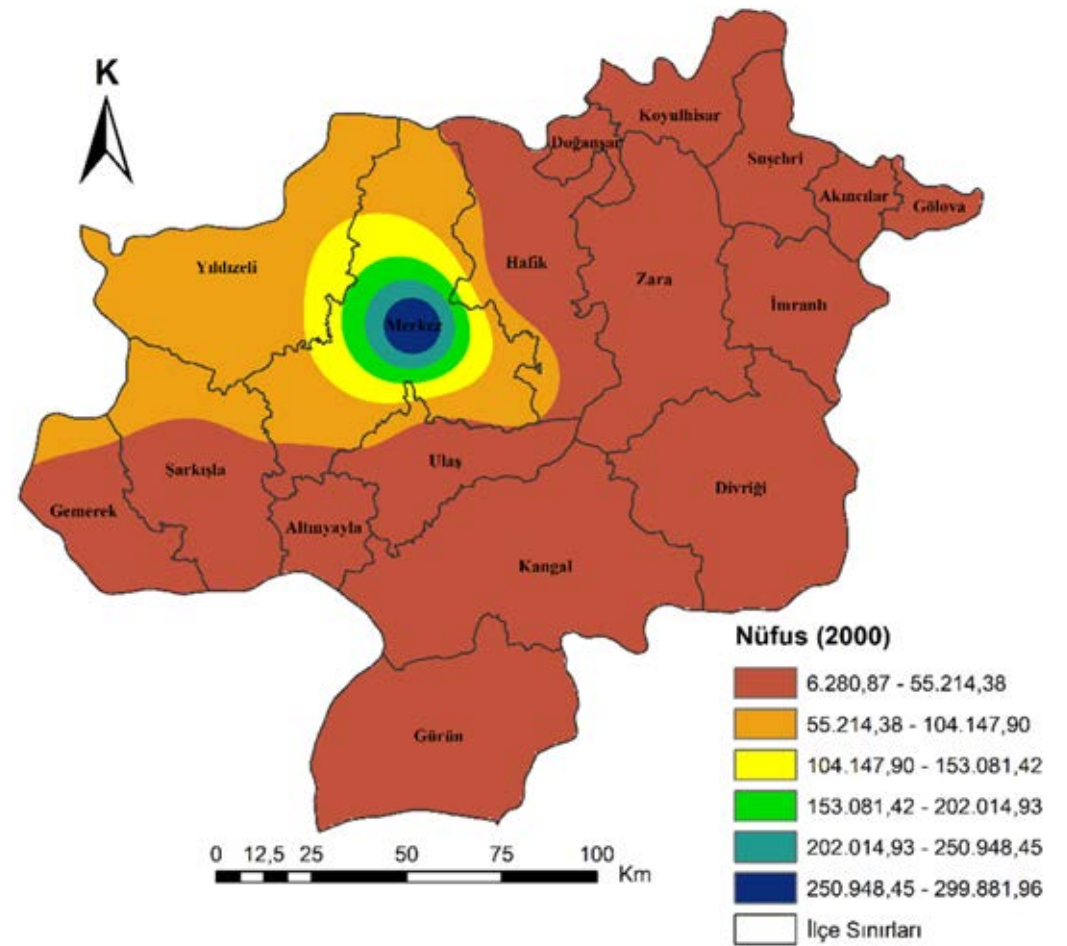 K
Koyulhisar
Doğanşar
Suşehri
Akıncılar
Gölova
Yıldızeli
Hafik
Zara
İmranlı
Merkez
Şarkışla
Ulaş
Divriği
Gemerek
Altınyayla
Kangal
Gürün
Nüfus (2000)
6.280,87 - 55.214,38
55.214,38 - 104.147,90
104.147,90 - 153.081,42
153.081,42 - 202.014,93
202.014,93 - 250.948,45
250.948,45 - 299.881,96
İlçe Sınırları
0 12,5 25 50 75 100
Km